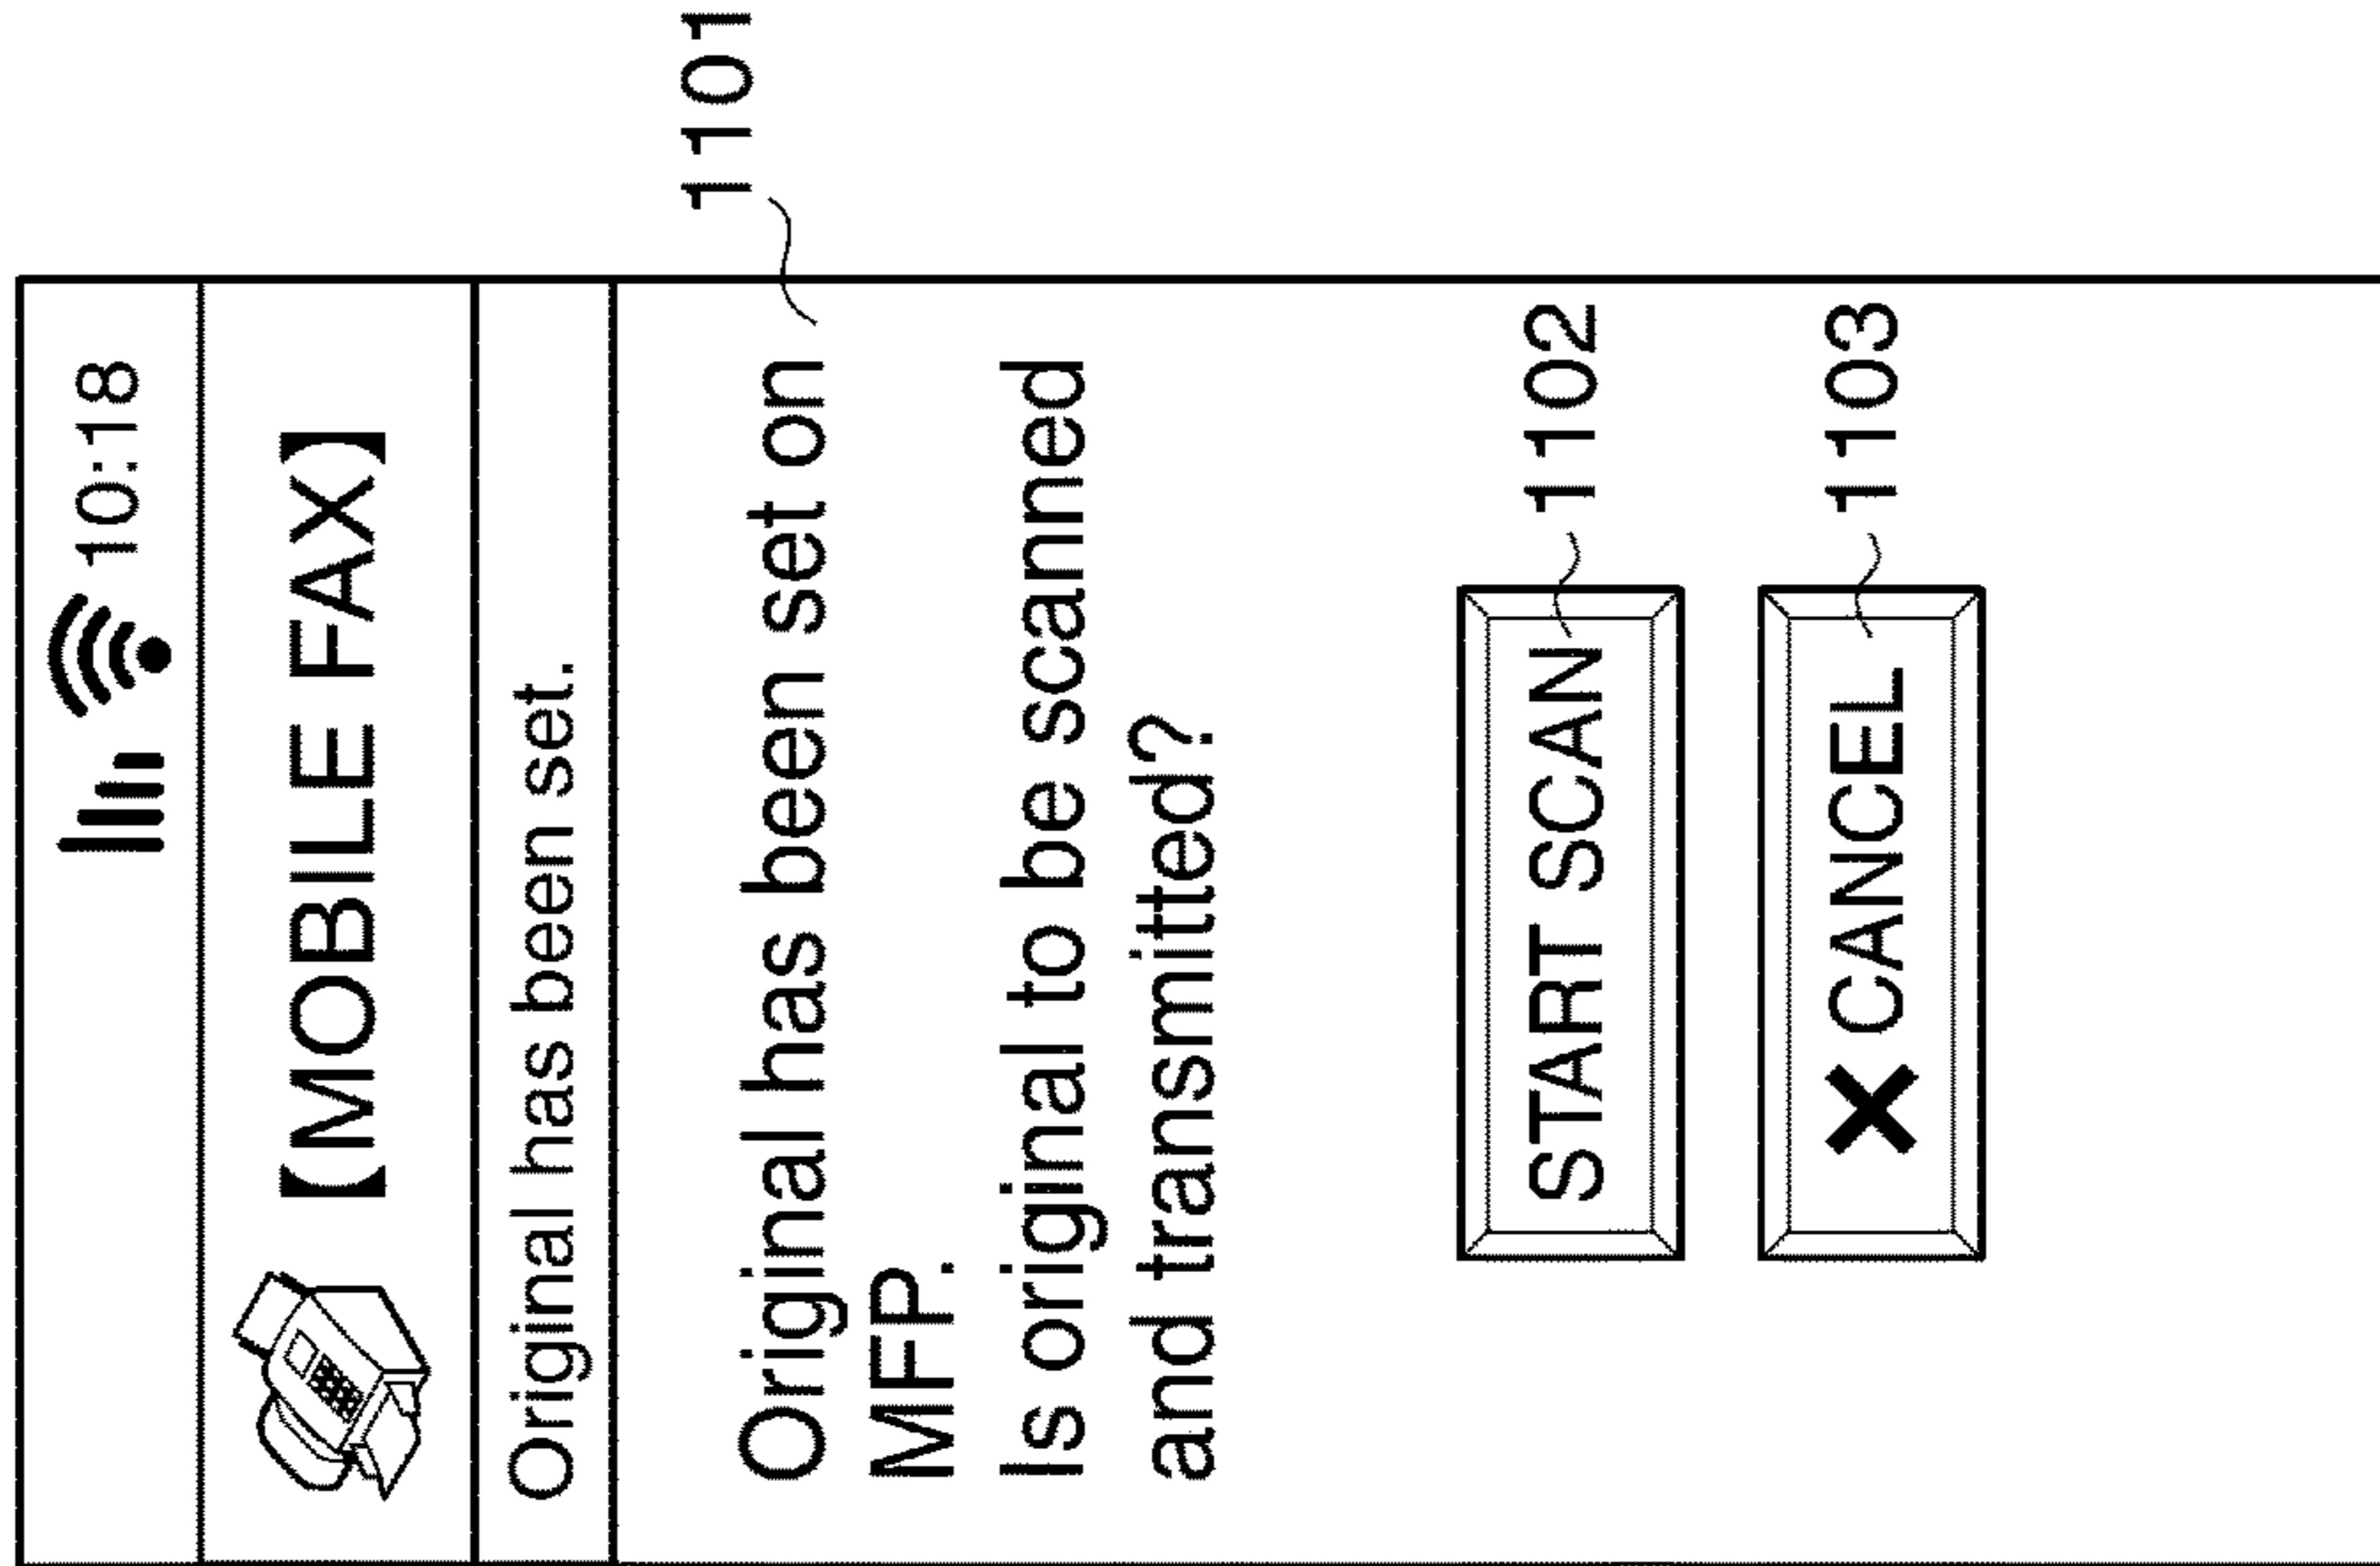 10:18
【MOBILE FAX】
Original has been set.
1101
Original has been set on
MFP.
Is original to be scanned
and transmitted?
START SCAN 1102
✕ CANCEL 1103